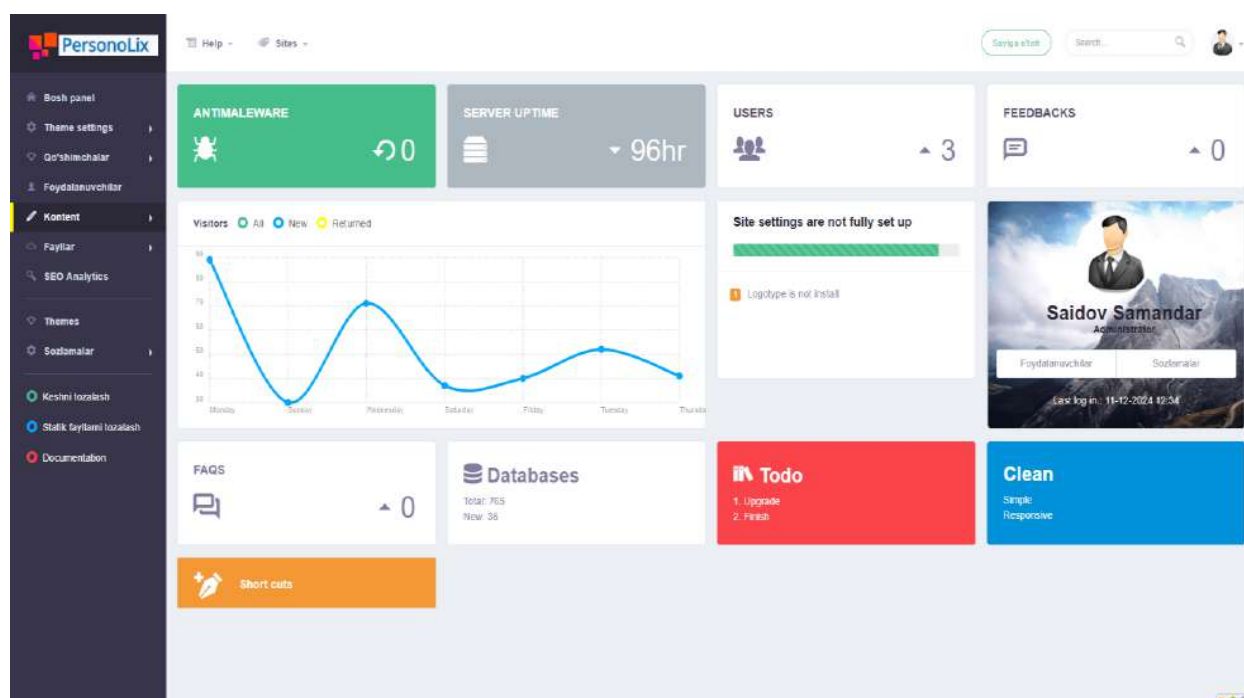 PersonoLix
Help
Sites
Saytga o'tish
Search...
Bosh panel
Theme settings
Qo'shimchalar
Foydalanuvchilar
Kontent
Fayllar
SEO Analytics
Themes
Sozlamalar
Keshni tozalash
Statik fayllarni tozalash
Documentation
ANTIMALEWARE
0
SERVER UPTIME
96hr
USERS
3
FEEDBACKS
0
Visitors All New Returned
Monday Sunday Wednesday Saturday Friday Tuesday Thursda
Site settings are not fully set up
1 Logotype is not install
Saidov Samandar
Administrator
Foydalanuvchilar Sozlamalar
Last log in.: 11-12-2024 12:34
FAQS
0
Databases
Total: 765
New: 36
Todo
1. Upgrade
2. Finish
Clean
Simple
Responsive
Short cuts